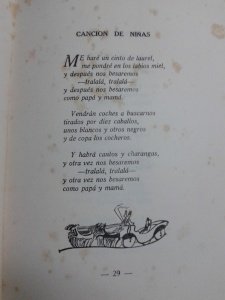 CANCION DE NIÑAS
ME haré un cinto de laurel,
me pondré en los labios miel,
y después nos besaremos
—tralalá, tralalá—
y después nos besaremos
como papá y mamá.
Vendrán coches a buscarnos
tirados por diez caballos,
unos blancos y otros negros
y de copa los cocheros.
Y habrá cantos y charangas,
y otra vez nos besaremos
—tralalá, tralalá—
y otra vez nos besaremos
como papá y mamá.
— 29 —